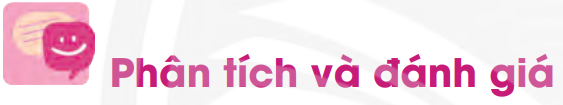 Phân tích và đánh giá